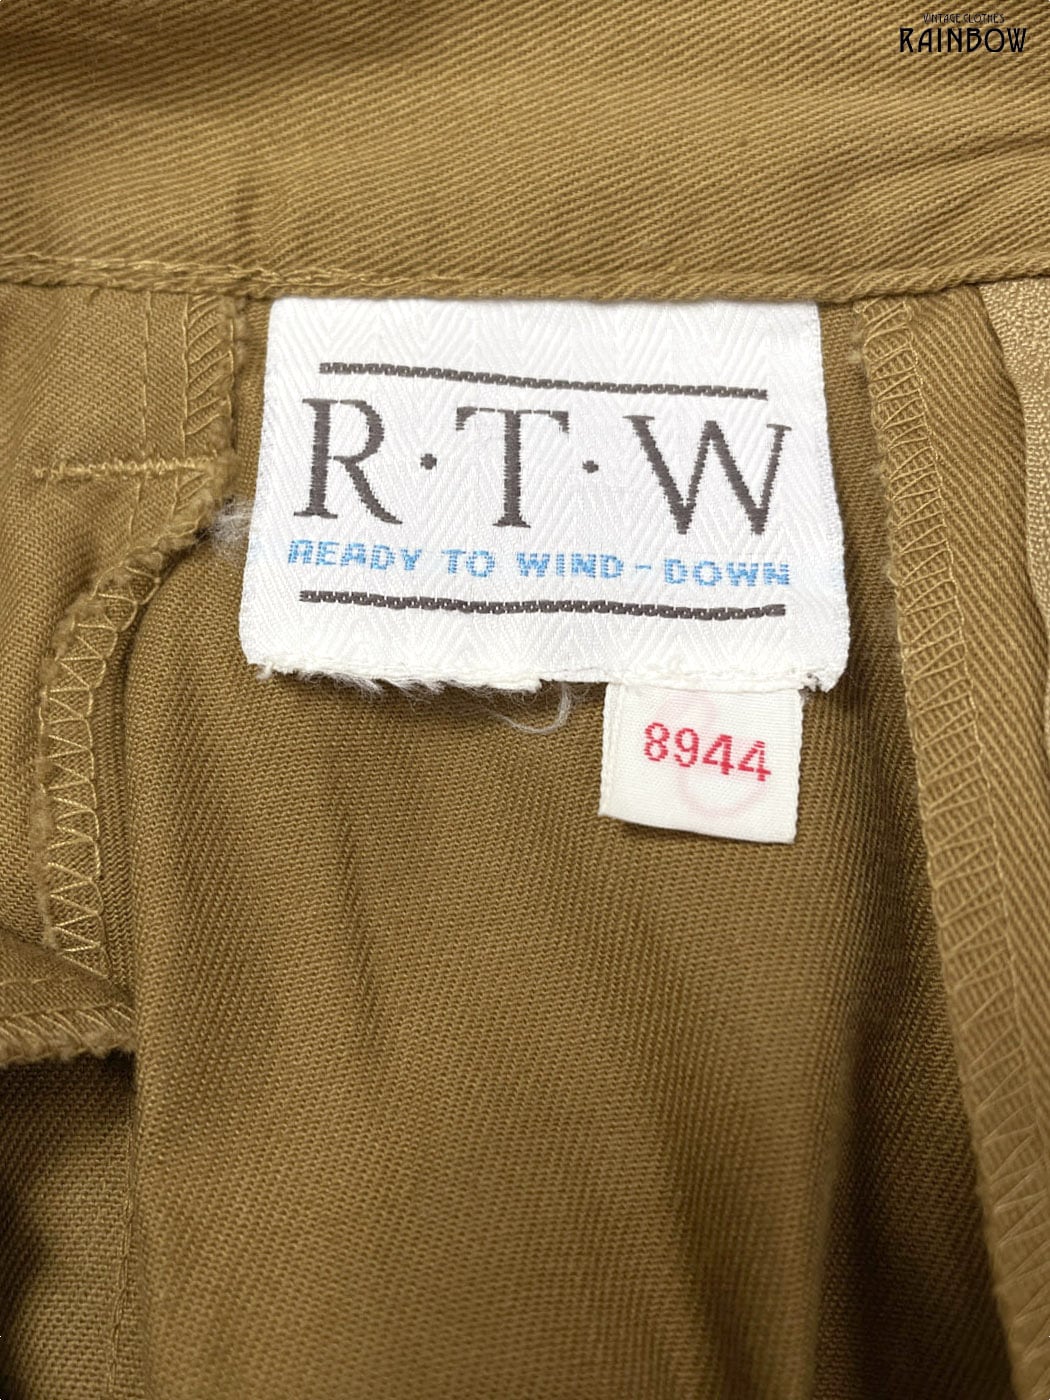 VINTAGE CLOTHES
RAINBOW
R·T·W
READY TO WIND-DOWN
8944